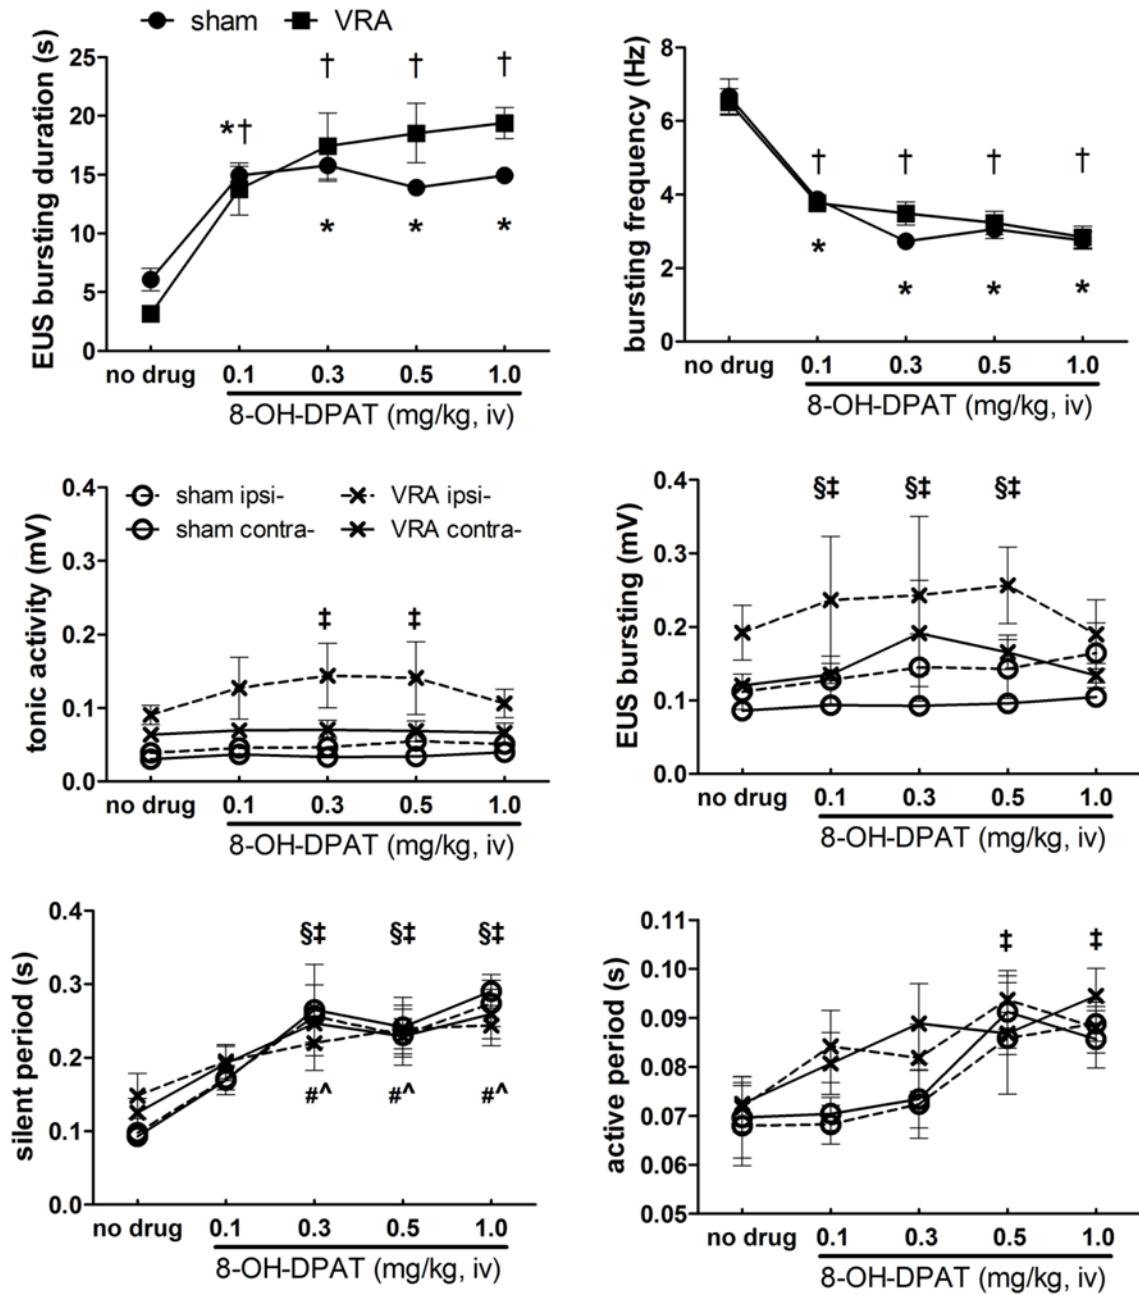 sham VRA
EUS bursting duration (s)
25
20
15
10
5
0
*†
†
†
†
*
*
*
no drug 0.1 0.3 0.5 1.0
8-OH-DPAT (mg/kg, iv)
bursting frequency (Hz)
8
6
4
2
0
† † † †
*
* * *
no drug 0.1 0.3 0.5 1.0
8-OH-DPAT (mg/kg, iv)
tonic activity (mV)
0.4
0.3
0.2
0.1
0.0
sham ipsi- VRA ipsi-
sham contra- VRA contra-
‡ ‡
no drug 0.1 0.3 0.5 1.0
8-OH-DPAT (mg/kg, iv)
EUS bursting (mV)
0.4
0.3
0.2
0.1
0.0
§‡ §‡ §‡
no drug 0.1 0.3 0.5 1.0
8-OH-DPAT (mg/kg, iv)
silent period (s)
0.4
0.3
0.2
0.1
0.0
§‡ §‡ §‡
#^ #^ #^
no drug 0.1 0.3 0.5 1.0
8-OH-DPAT (mg/kg, iv)
active period (s)
0.11
0.10
0.09
0.08
0.07
0.06
0.05
‡ ‡
no drug 0.1 0.3 0.5 1.0
8-OH-DPAT (mg/kg, iv)